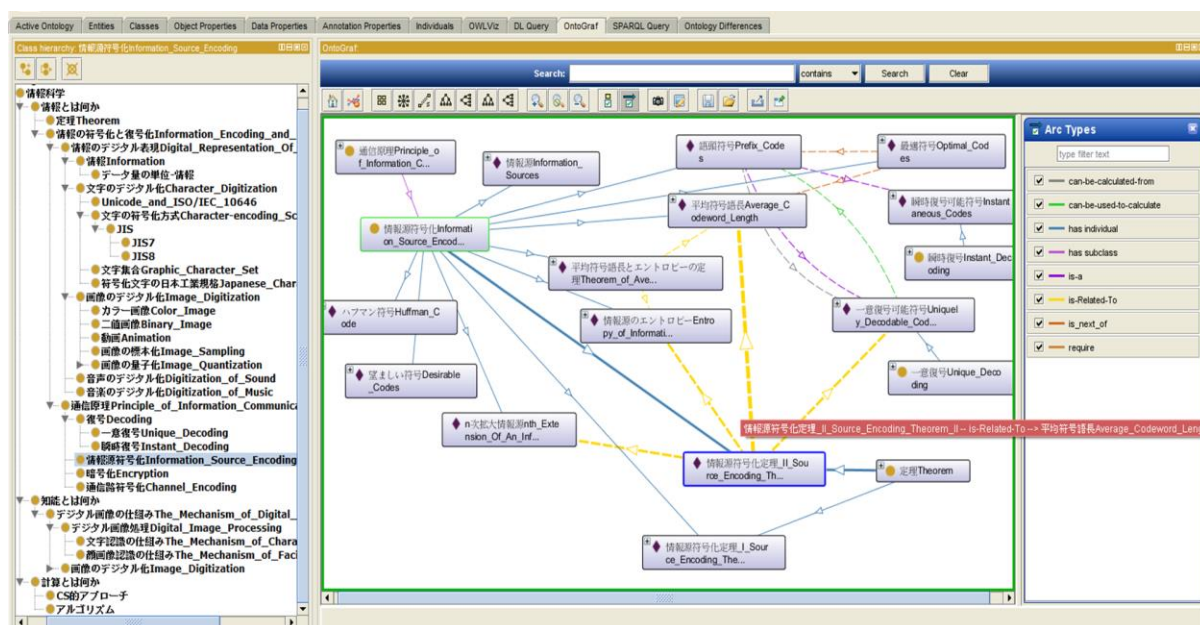 Active Ontology Entities Classes Object Properties Data Properties Annotation Properties Individuals OWLViz DL Query OntoGraf SPARQL Query Ontology Differences
Class hierarchy: 情報源符号化Information_Source_Encoding
OntoGraf:
Search: contains Search Clear
情報科学
情報とは何か
定理Theorem
情報の符号化と復号化Information_Encoding_and_
情報のデジタル表現Digital_Representation_Of_
情報Information
データ量の単位-情報
文字のデジタル化Character_Digitization
Unicode_and_ISO/IEC_10646
文字の符号化方式Character-encoding_Sc
JIS
JIS7
JIS8
文字集合Graphic_Character_Set
符号化文字の日本工業規格Japanese_Char
画像のデジタル化Image_Digitization
カラー画像Color_Image
二値画像Binary_Image
動画Animation
画像の標本化Image_Sampling
画像の量子化Image_Quantization
音声のデジタル化Digitization_of_Sound
音楽のデジタル化Digitization_of_Music
通信原理Principle_of_Information_Communica
復号Decoding
一意復号Unique_Decoding
瞬時復号Instant_Decoding
情報源符号化Information_Source_Encoding
暗号化Encryption
通信路符号化Channel_Encoding
知能とは何か
デジタル画像の仕組みThe_Mechanism_of_Digital_
デジタル画像処理Digital_Image_Processing
文字認識の仕組みThe_Mechanism_of_Chara
顔画像認識の仕組みThe_Mechanism_of_Faci
画像のデジタル化Image_Digitization
計算とは何か
CS的アプローチ
アルゴリズム
通信原理Principle_o
f_Information_C...
情報源Information_
Sources
語頭符号Prefix_Code
s
最適符号Optimal_Cod
es
情報源符号化Informati
on_Source_Encod...
平均符号語長Average_C
odeword_Length
瞬時復号可能符号Instant
aneous_Codes
平均符号語長とエントロピーの定
理Theorem_of_Ave...
瞬時復号Instant_Dec
oding
ハフマン符号Huffman_C
ode
情報源のエントロピーEntro
py_of_Informati...
一意復号可能符号Uniquel
y_Decodable_Cod...
望ましい符号Desirable
_Codes
一意復号Unique_Deco
ding
n次拡大情報源nth_Exte
nsion_Of_An_Inf...
情報源符号化定理_II_Source_Encoding_Theorem_II -- is-Related-To --> 平均符号語長Average_Codeword_Leng
情報源符号化定理_II_Sou
rce_Encoding_Th...
定理Theorem
情報源符号化定理_I_Sour
ce_Encoding_The...
Arc Types
type filter text
can-be-calculated-from
can-be-used-to-calculate
has individual
has subclass
is-a
is-Related-To
is_next_of
require